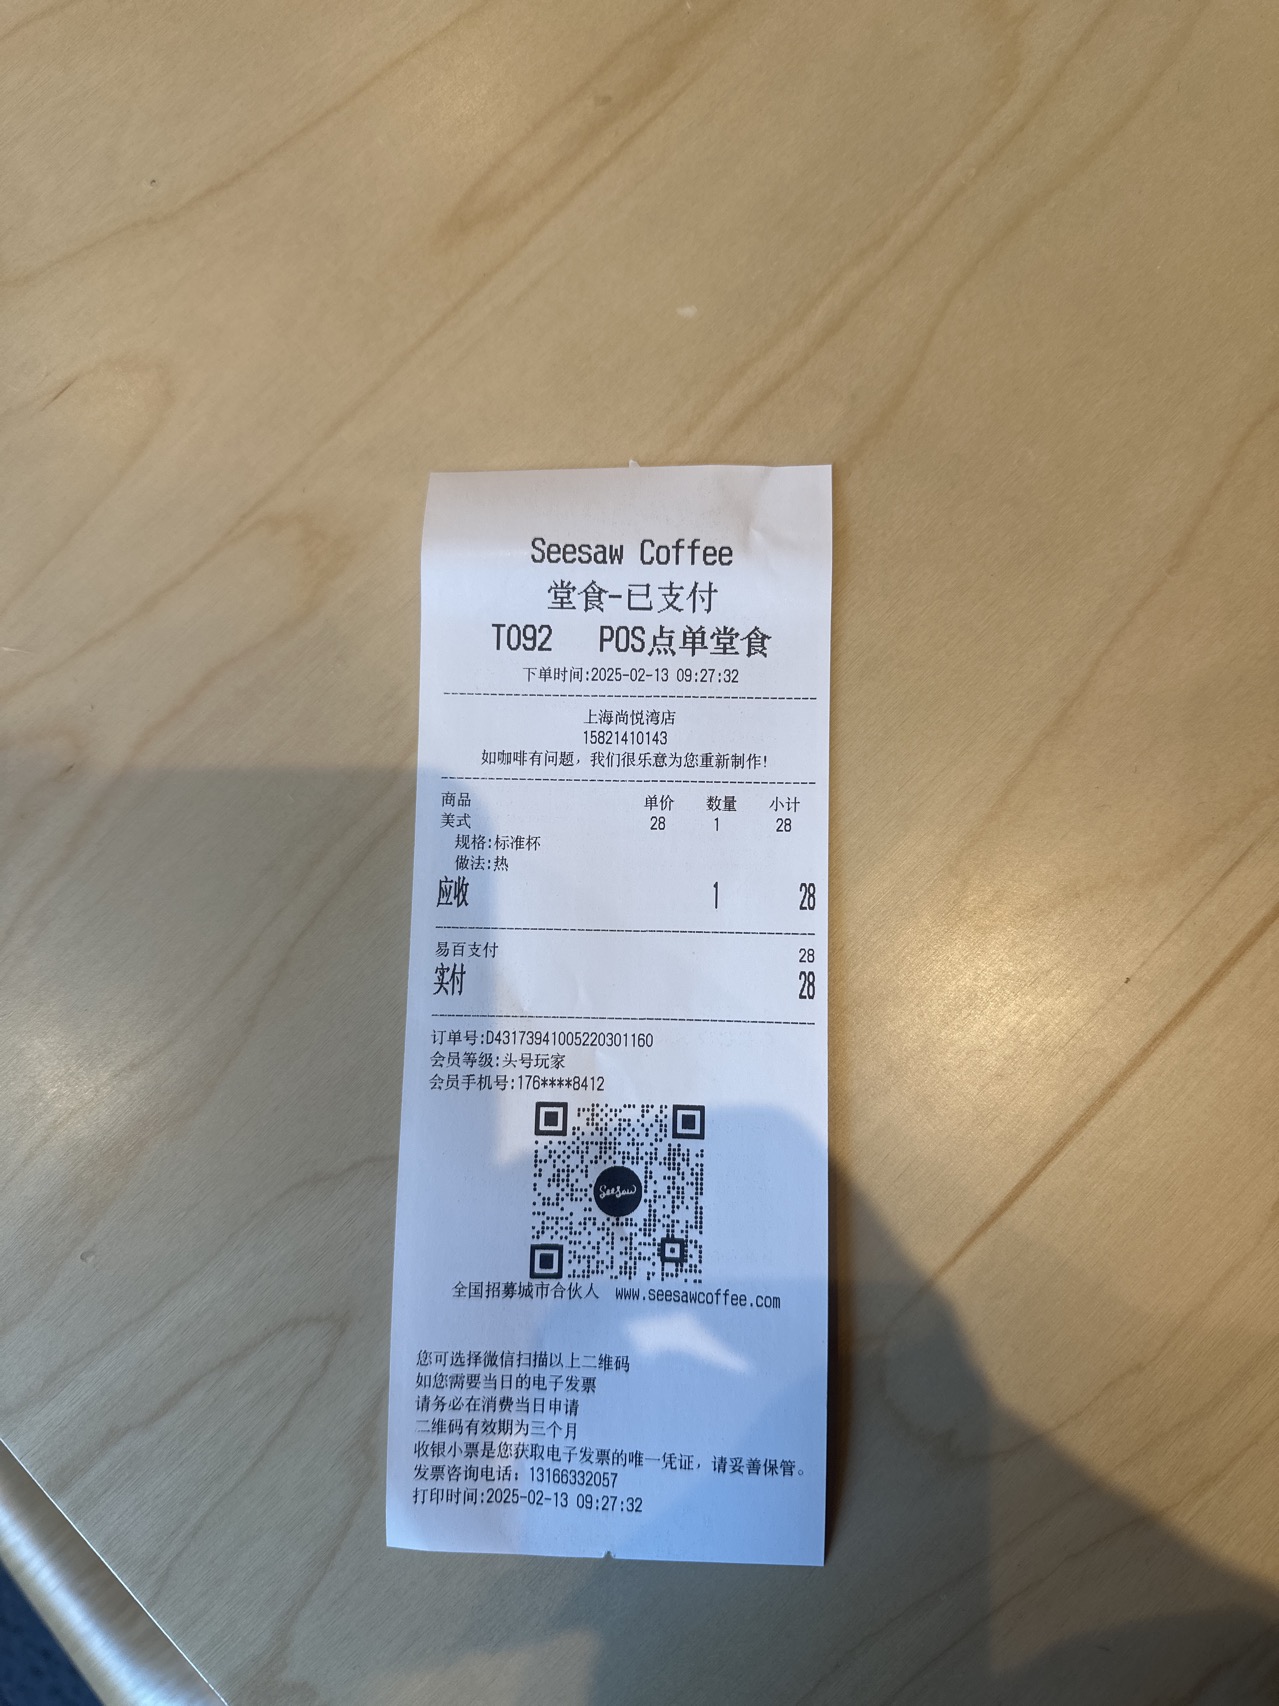 Seesaw Coffee
堂食-已支付
T092 POS点单堂食
下单时间:2025-02-13 09:27:32
上海尚悦湾店
15821410143
如咖啡有问题，我们很乐意为您重新制作!
商品 单价 数量 小计
美式 28 1 28
规格:标准杯
做法:热
应收 1 28
易百支付 28
实付 28
订单号:D43173941005220301160
会员等级:头号玩家
会员手机号:176****8412
SeeSaw
全国招募城市合伙人 www.seesawcoffee.com
您可选择微信扫描以上二维码
如您需要当日的电子发票
请务必在消费当日申请
二维码有效期为三个月
收银小票是您获取电子发票的唯一凭证，请妥善保管。
发票咨询电话：13166332057
打印时间:2025-02-13 09:27:32